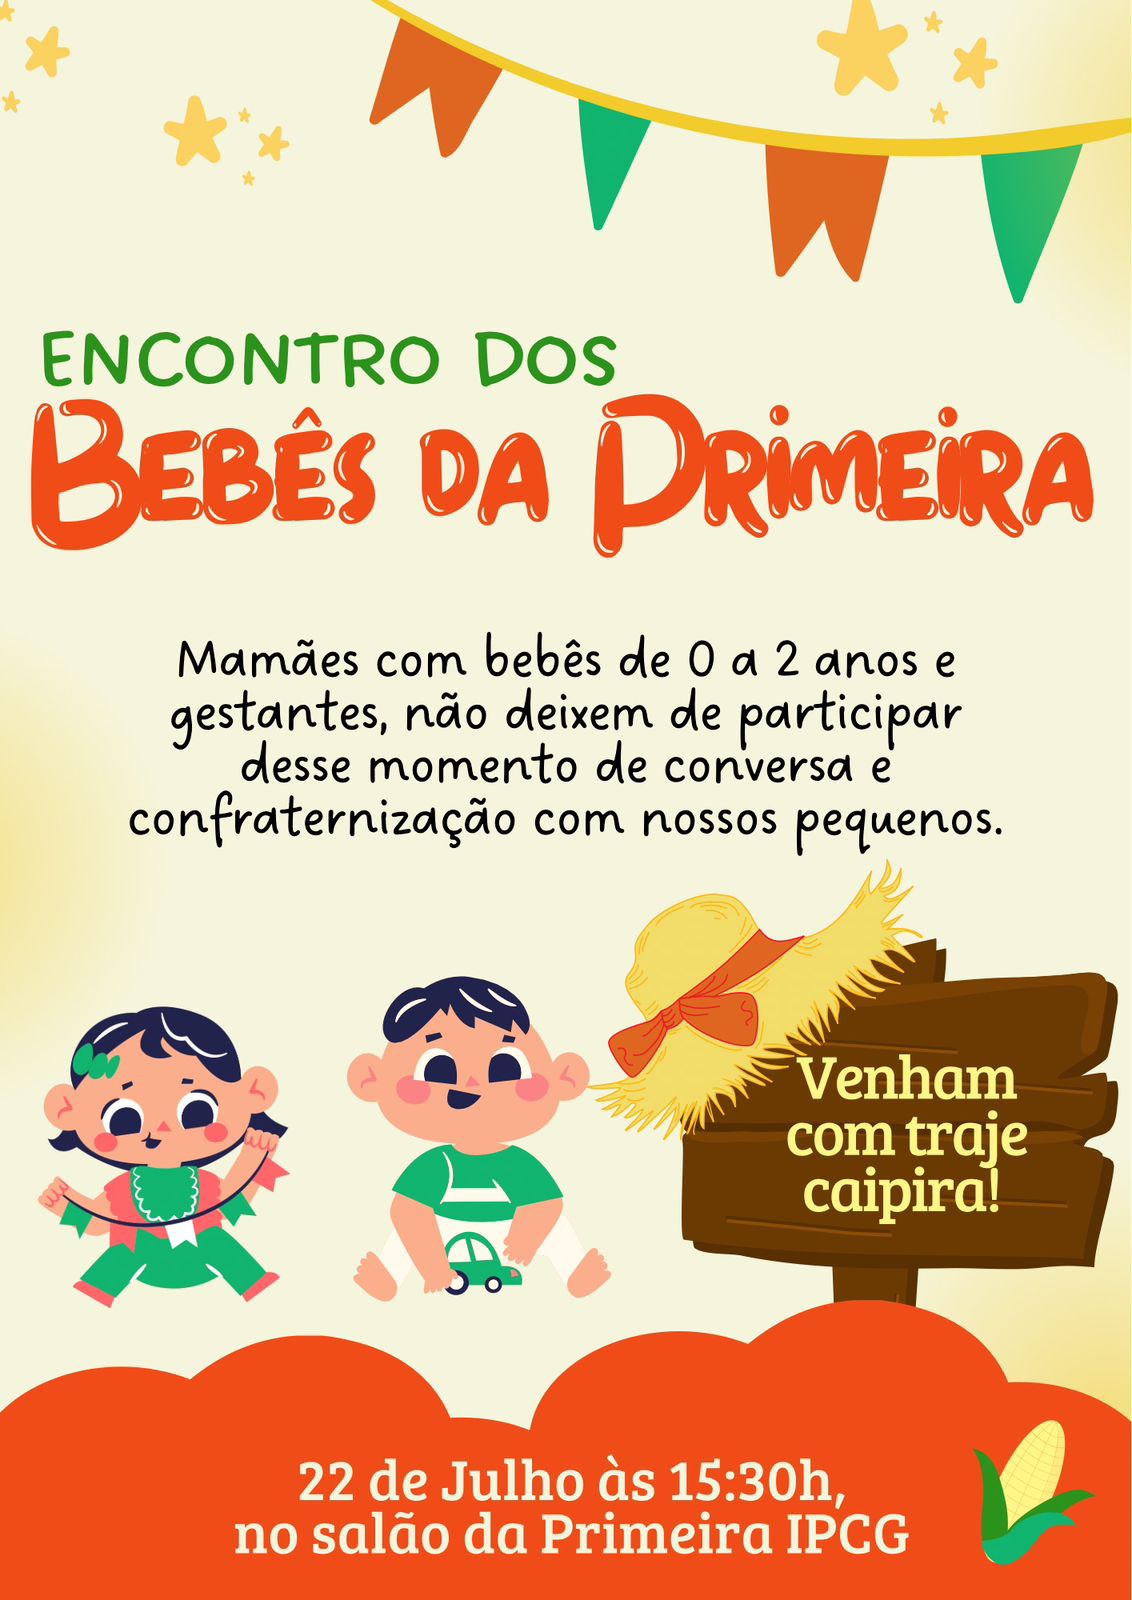 ENCONTRO DOS
BEBÊS DA PRIMEIRA
Mamães com bebês de 0 a 2 anos e
gestantes, não deixem de participar
desse momento de conversa e
confraternização com nossos pequenos.
Venham
com traje
caipira!
22 de Julho às 15:30h,
no salão da Primeira IPCG